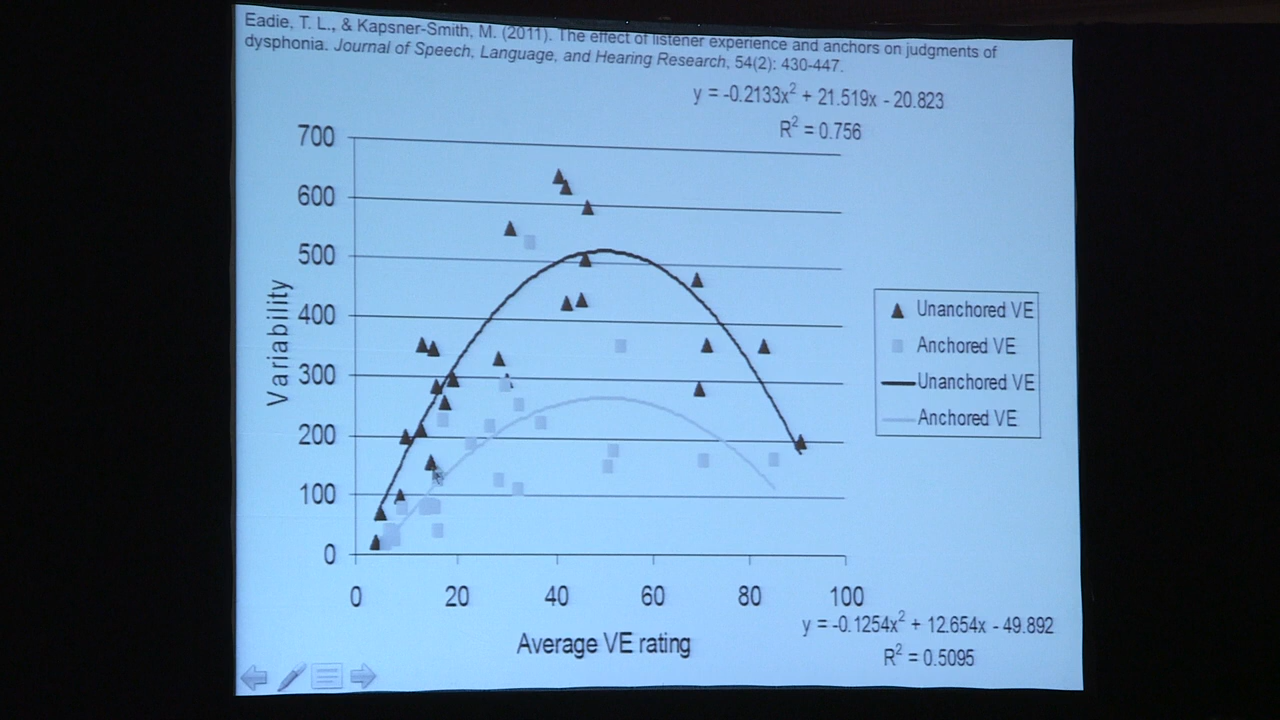 Eadie, T. L., & Kapsner-Smith, M. (2011). The effect of listener experience and anchors on judgments of
dysphonia. Journal of Speech, Language, and Hearing Research, 54(2): 430-447.
y = -0.2133x² + 21.519x - 20.823
R² = 0.756
700
600
500
400
300
200
100
0
Variability
0 20 40 60 80 100
Average VE rating
Unanchored VE
Anchored VE
Unanchored VE
Anchored VE
y = -0.1254x² + 12.654x - 49.892
R² = 0.5095